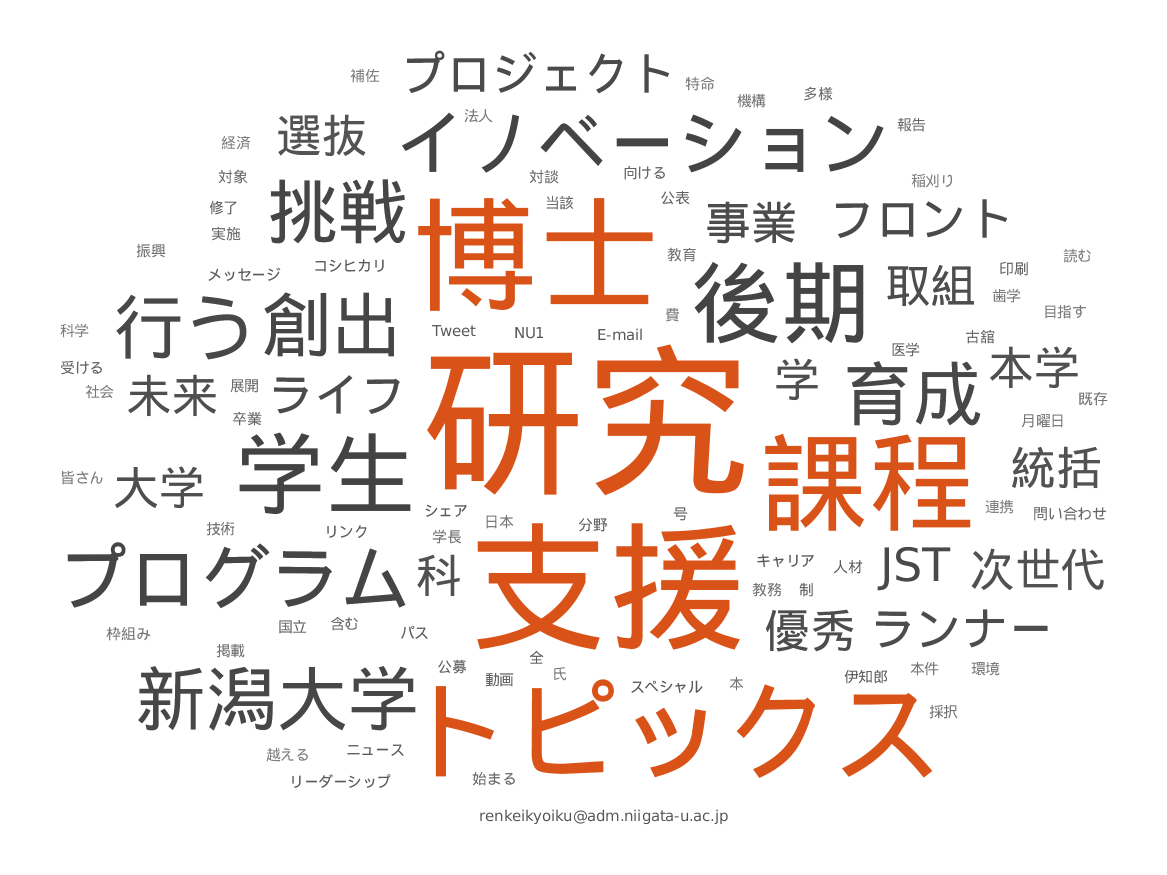 プロジェクト
補佐
特命
機構
多様
イノベーション
法人
報告
選抜
経済
対談
向ける
対象
挑戦
稲刈り
修了
博士
当該
公表
事業
フロント
実施
振興
教育
読む
メッセージ
コシヒカリ
後期
取組
印刷
歯学
行う
創出
費
目指す
科学
Tweet
NU1
E-mail
古舘
受ける
研究
医学
本学
社会
未来
展開
ライフ
学
育成
既存
卒業
月曜日
学生
課程
統括
皆さん
大学
連携
問い合わせ
シェア
技術
リンク
学長
日本
分野
号
プログラム
科
支援
キャリア
人材
JST
次世代
教務
制
枠組み
国立
含む
パス
優秀
ランナー
掲載
新潟大学
公募
全
動画
氏
スペシャル
本
伊知郎
本件
環境
トピックス
採択
越える
ニュース
リーダーシップ
始まる
renkeikyoiku@adm.niigata-u.ac.jp